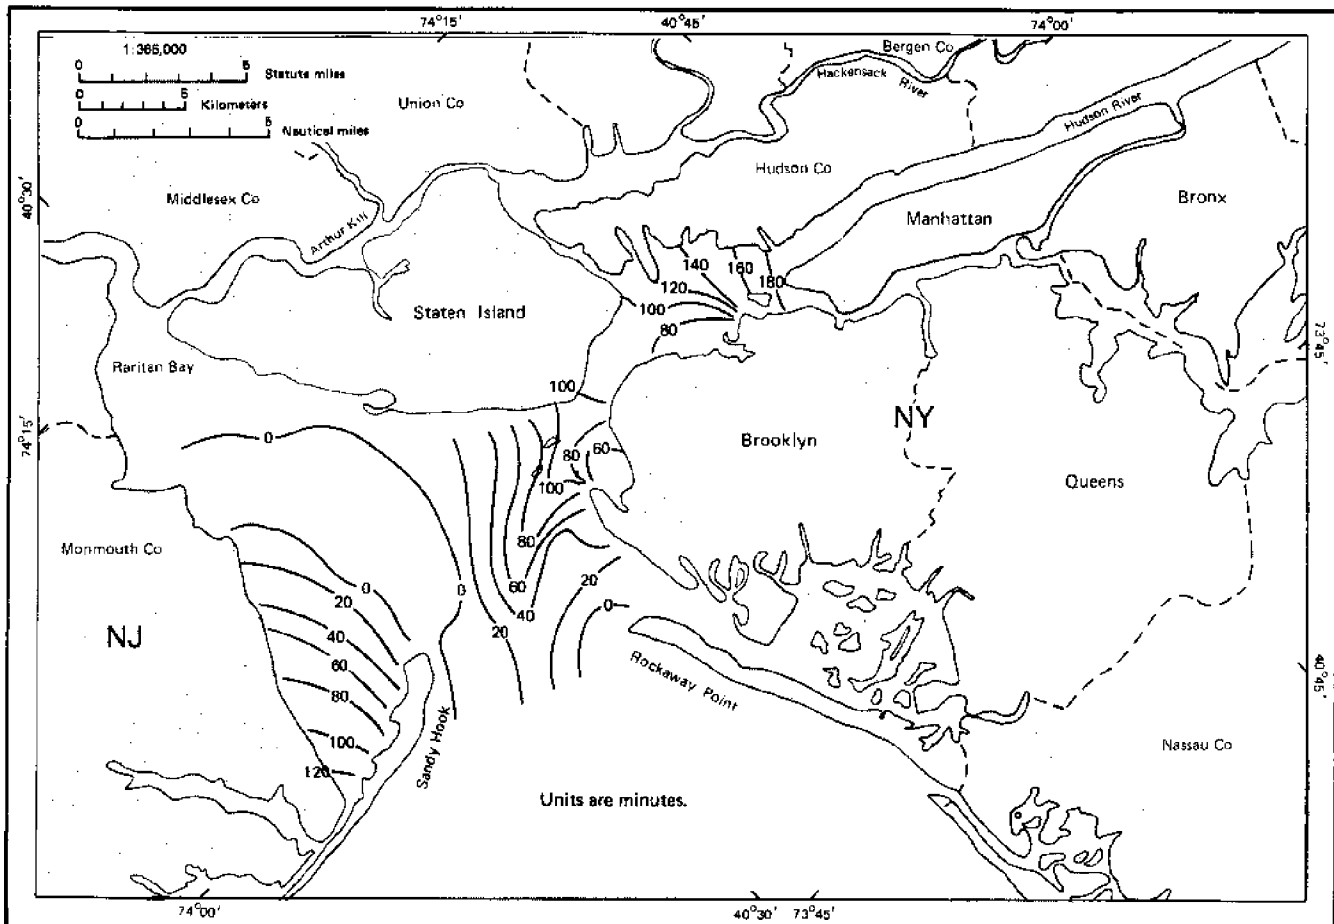 74°15' 40°45' 74°00'
1:366,000
0 5 Statute miles
0 5 Kilometers
0 5 Nautical miles
Bergen Co
Hackensack River
Union Co
Hudson River
Hudson Co
40°30'
Middlesex Co
Arthur Kill
Manhattan
Bronx
140 160
120 180
100
80
Staten Island
73°45'
Raritan Bay
100
NY
74°15'
0
Brooklyn
80 60
100
Queens
Monmouth Co
80
0 0 60 20
20 40 0
NJ
40 20
60
80
100
120
Rockaway Point
Sandy Hook
40°45'
Nassau Co
Units are minutes.
74°00' 40°30' 73°45'